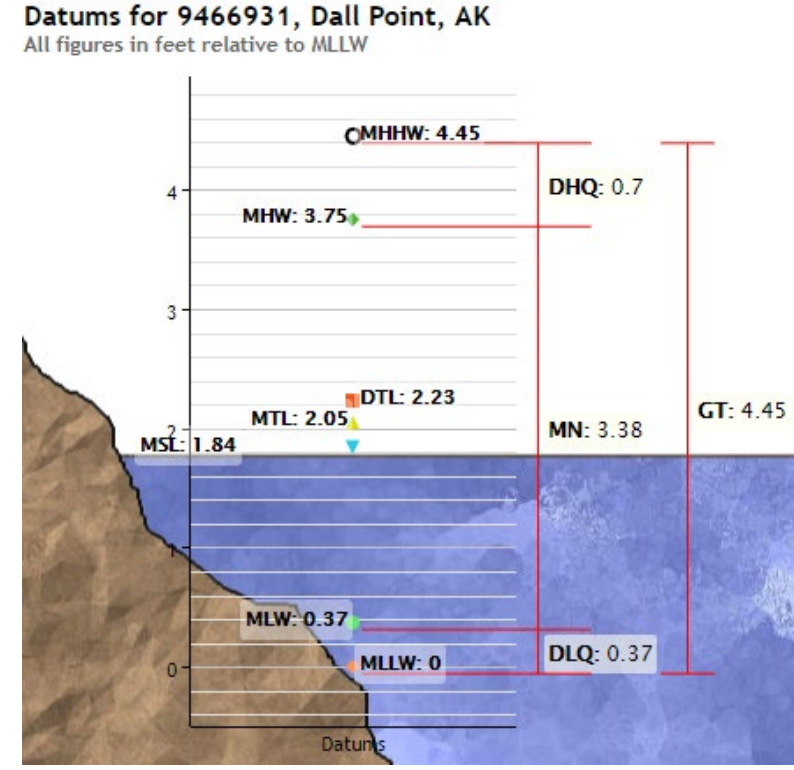 Datums for 9466931, Dall Point, AK
All figures in feet relative to MLLW
MHHW: 4.45
4
DHQ: 0.7
MHW: 3.75
3
DTL: 2.23
MTL: 2.05
GT: 4.45
2
MN: 3.38
MSL: 1.84
1
MLW: 0.37
DLQ: 0.37
0
MLLW: 0
Datums